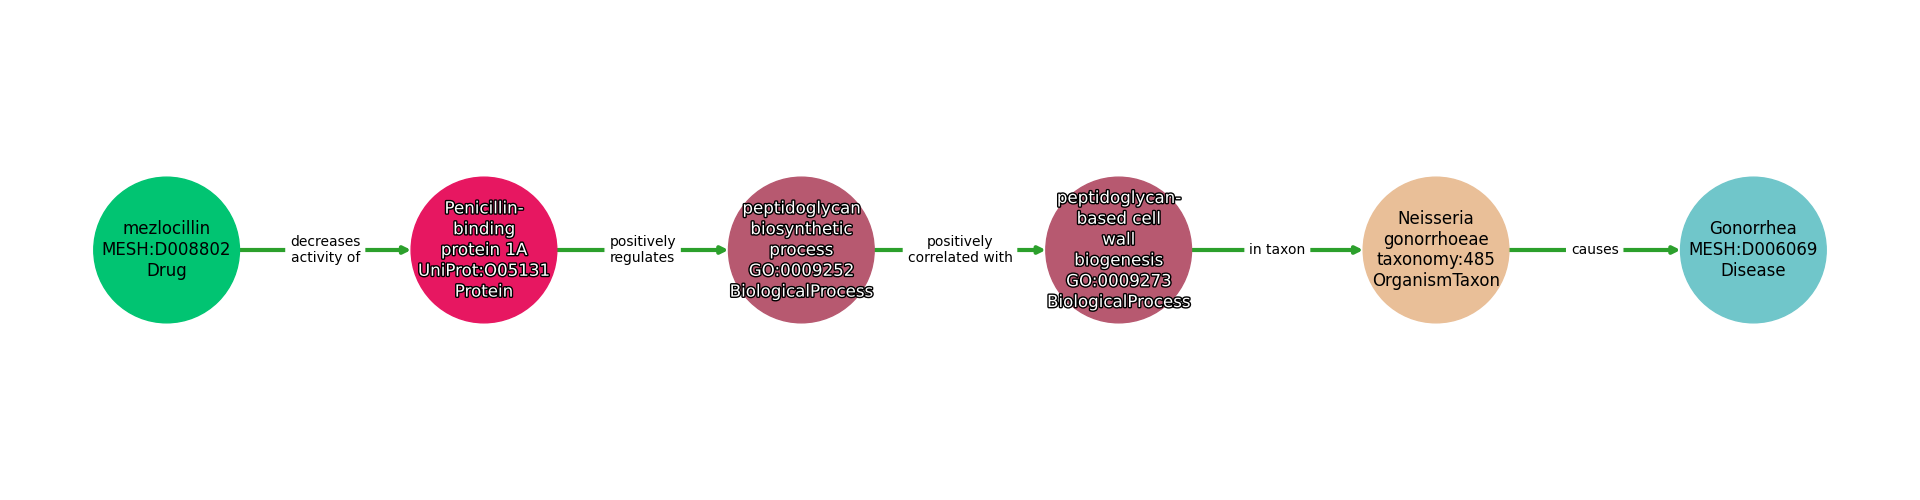 mezlocillin
MESH:D008802
Drug
decreases
activity of
Penicillin-
binding
protein 1A
UniProt:O05131
Protein
positively
regulates
peptidoglycan
biosynthetic
process
GO:0009252
BiologicalProcess
positively
correlated with
peptidoglycan-
based cell
wall
biogenesis
GO:0009273
BiologicalProcess
in taxon
Neisseria
gonorrhoeae
taxonomy:485
OrganismTaxon
causes
Gonorrhea
MESH:D006069
Disease